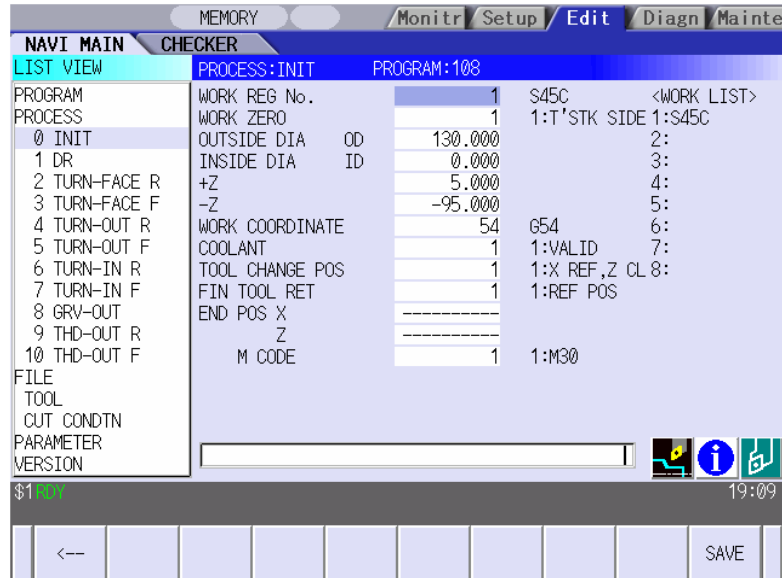 MEMORY
Monitr Setup Edit Diagn Mainte
NAVI MAIN CHECKER
LIST VIEW
PROCESS:INIT PROGRAM:108
PROGRAM
PROCESS
0 INIT
1 DR
2 TURN-FACE R
3 TURN-FACE F
4 TURN-OUT R
5 TURN-OUT F
6 TURN-IN R
7 TURN-IN F
8 GRV-OUT
9 THD-OUT R
10 THD-OUT F
FILE
TOOL
CUT CONDTN
PARAMETER
VERSION
WORK REG No. 1 S45C <WORK LIST>
WORK ZERO 1 1:T'STK SIDE 1:S45C
OUTSIDE DIA OD 130.000 2:
INSIDE DIA ID 0.000 3:
+Z 5.000 4:
-Z -95.000 5:
WORK COORDINATE 54 G54 6:
COOLANT 1 1:VALID 7:
TOOL CHANGE POS 1 1:X REF,Z CL 8:
FIN TOOL RET 1 1:REF POS
END POS X ----------
Z ----------
M CODE 1 1:M30
$1 RDY 19:09
<-- SAVE